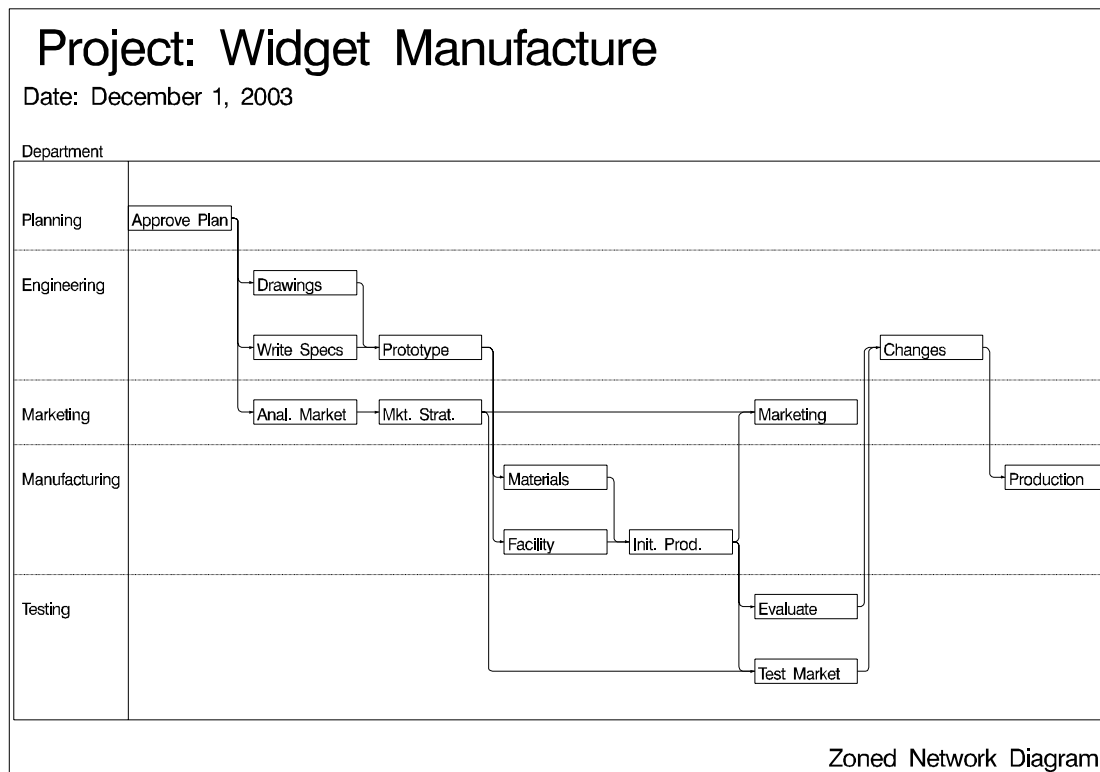 Project: Widget Manufacture
Date: December 1, 2003
Department
Planning
Approve Plan
Engineering
Drawings
Write Specs
Prototype
Changes
Marketing
Anal. Market
Mkt. Strat.
Marketing
Manufacturing
Materials
Production
Facility
Init. Prod.
Testing
Evaluate
Test Market
Zoned Network Diagram